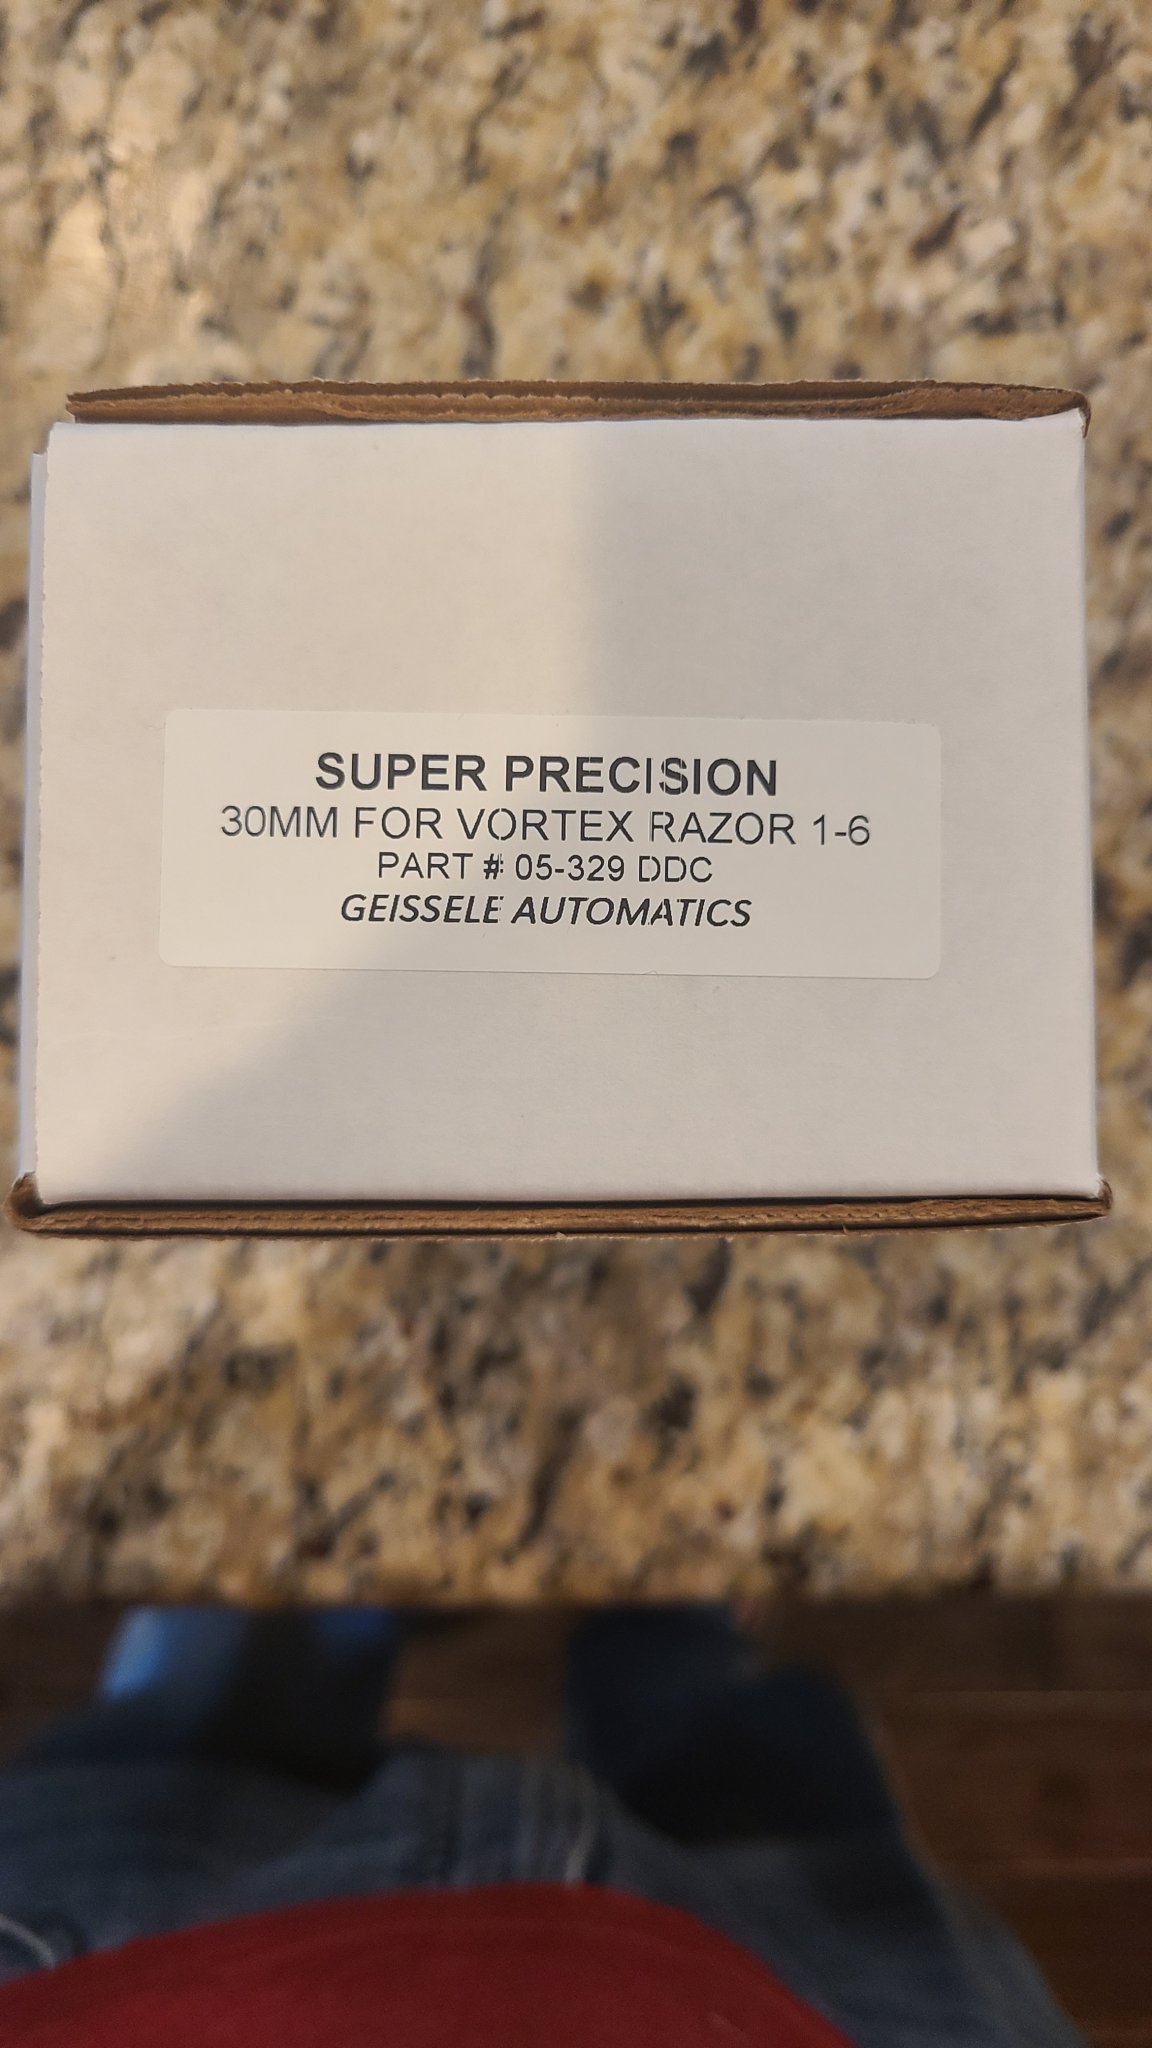 SUPER PRECISION
30MM FOR VORTEX RAZOR 1-6
PART # 05-329 DDC
GEISSELE AUTOMATICS